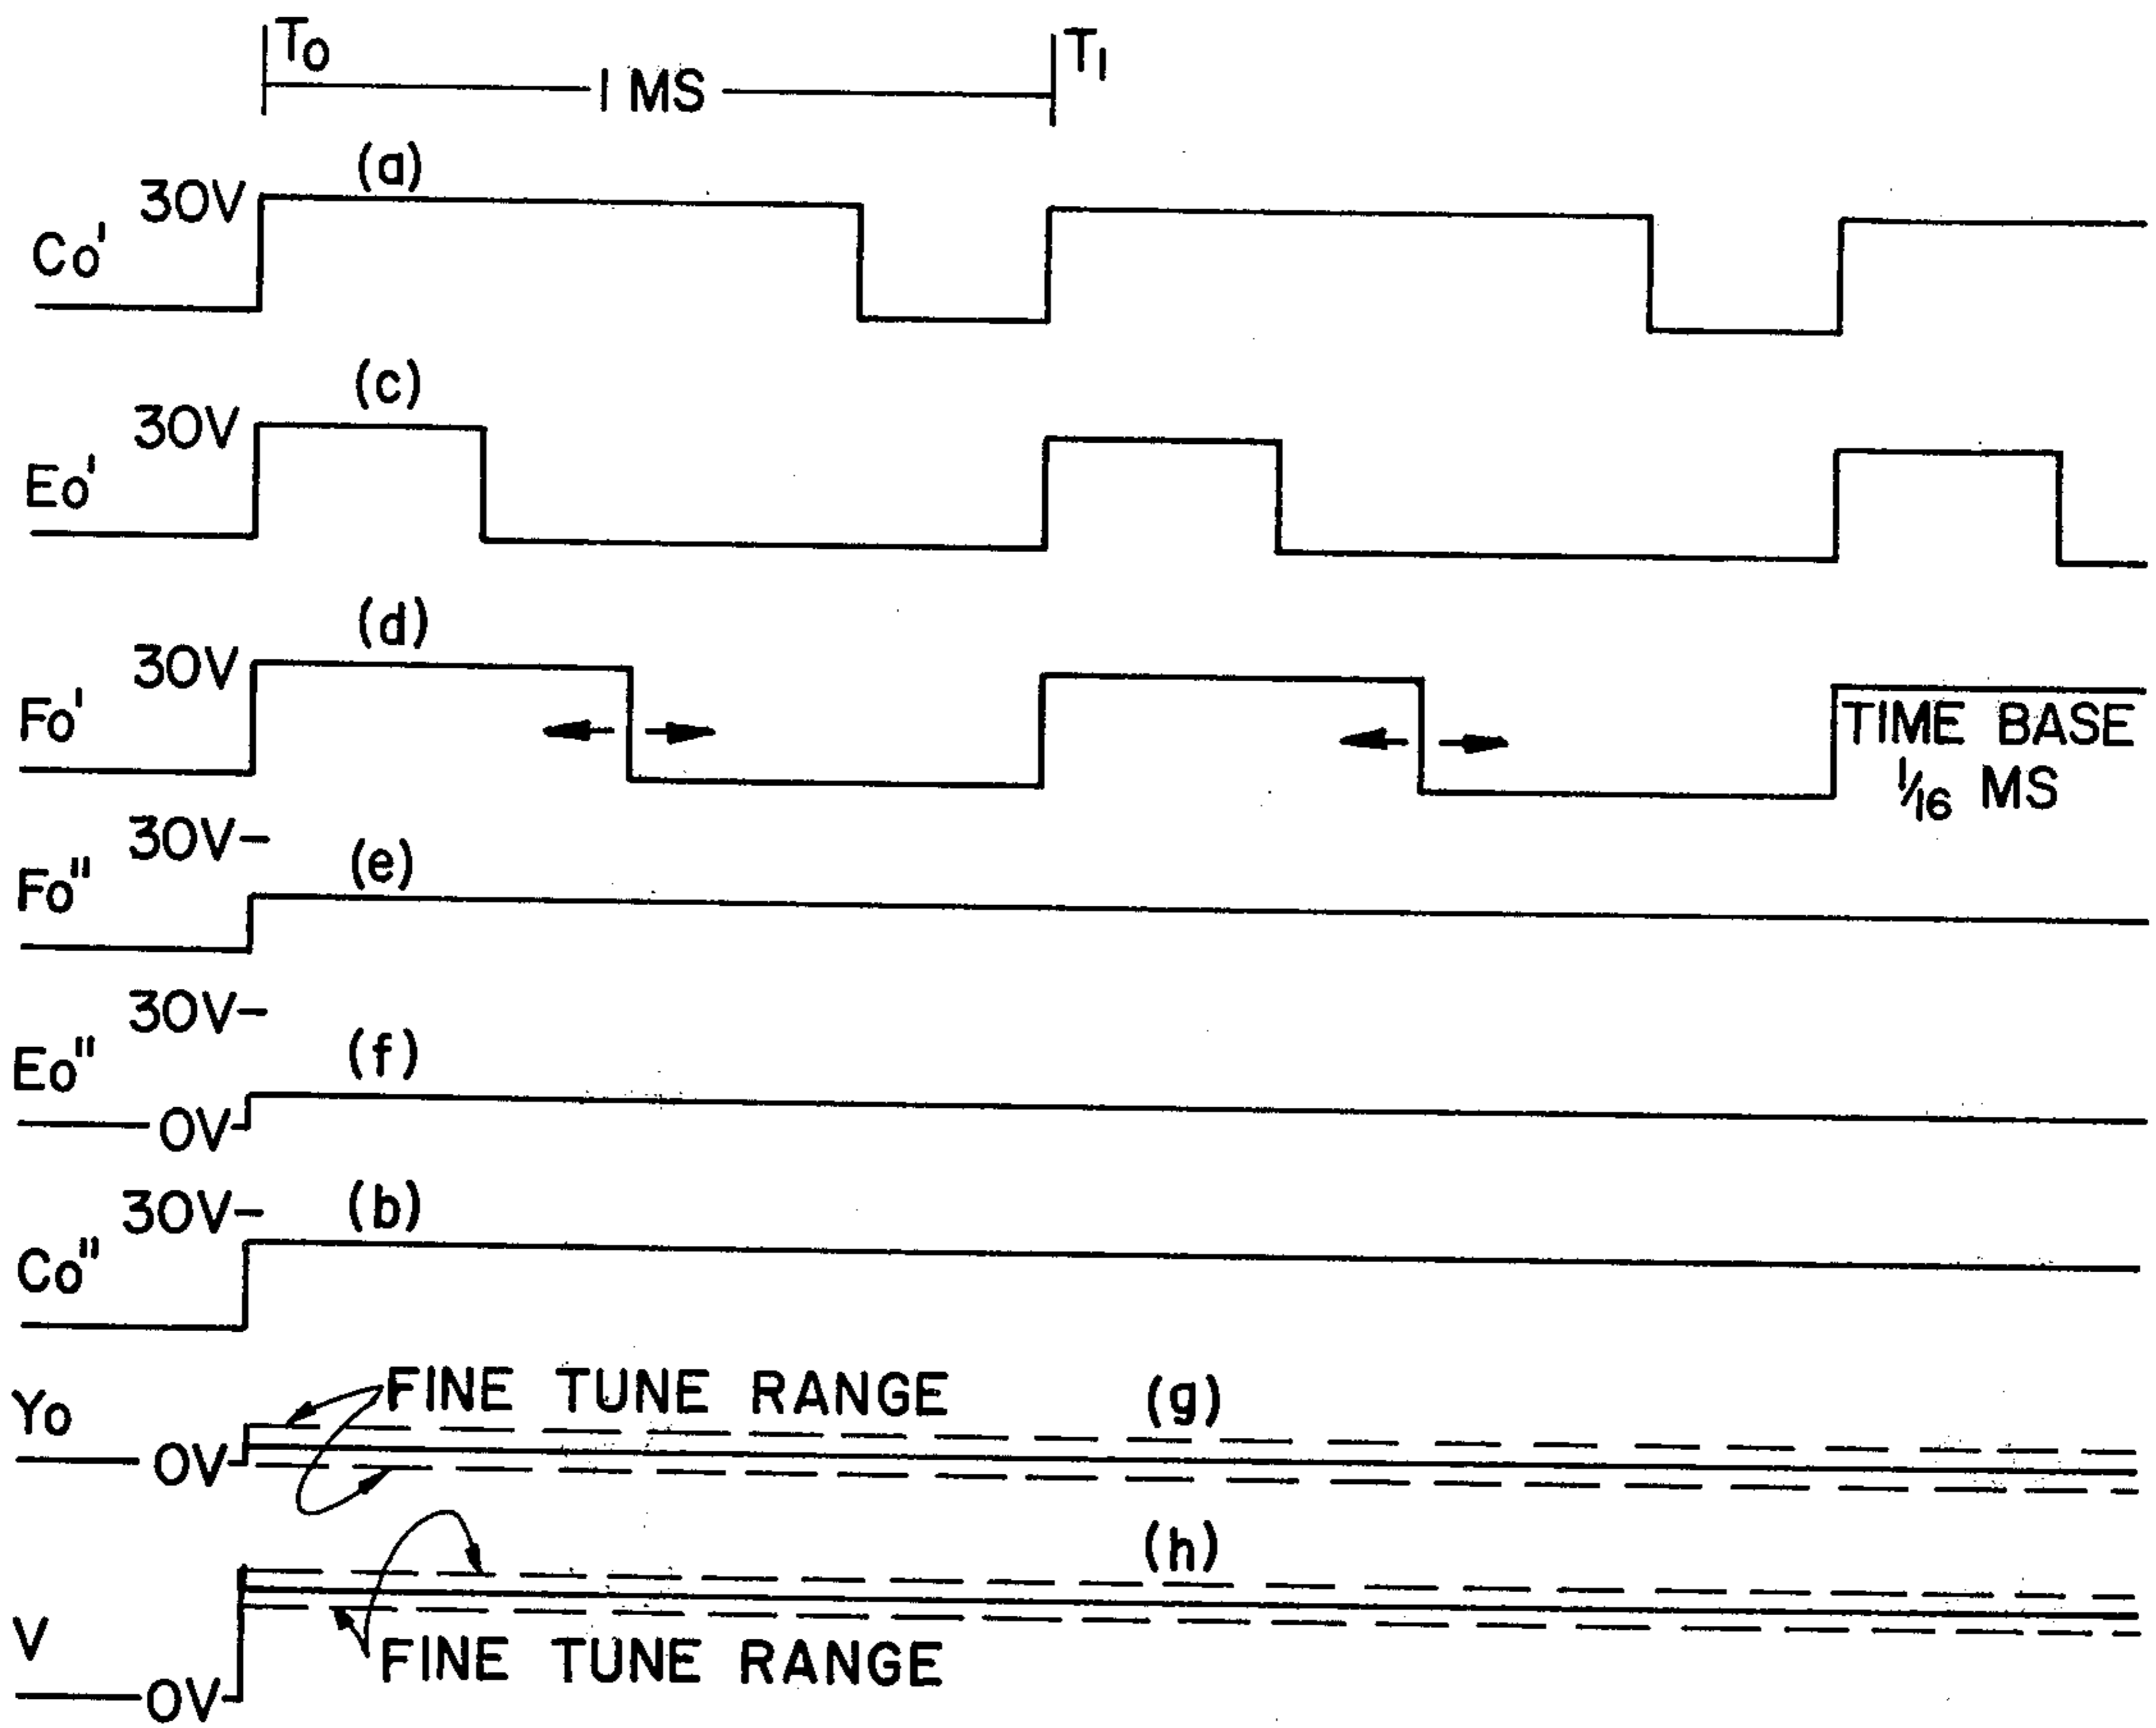 T0 1 MS T1
(a)
30V
Co'
(c)
30V
Eo'
(d)
30V
Fo'
TIME BASE
1/16 MS
30V-
(e)
Fo"
30V-
(f)
Eo"
0V
30V-
(b)
Co"
FINE TUNE RANGE (g)
Yo
0V
(h)
V
FINE TUNE RANGE
0V